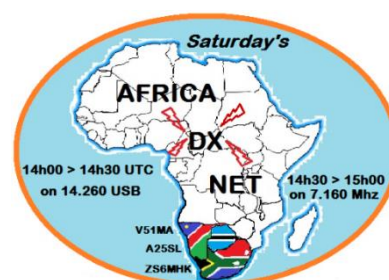 Saturday's
AFRICA
DX
NET
14h00 > 14h30 UTC
on 14.260 USB
14h30 > 15h00
on 7.160 Mhz
V51MA
A25SL
ZS6MHK